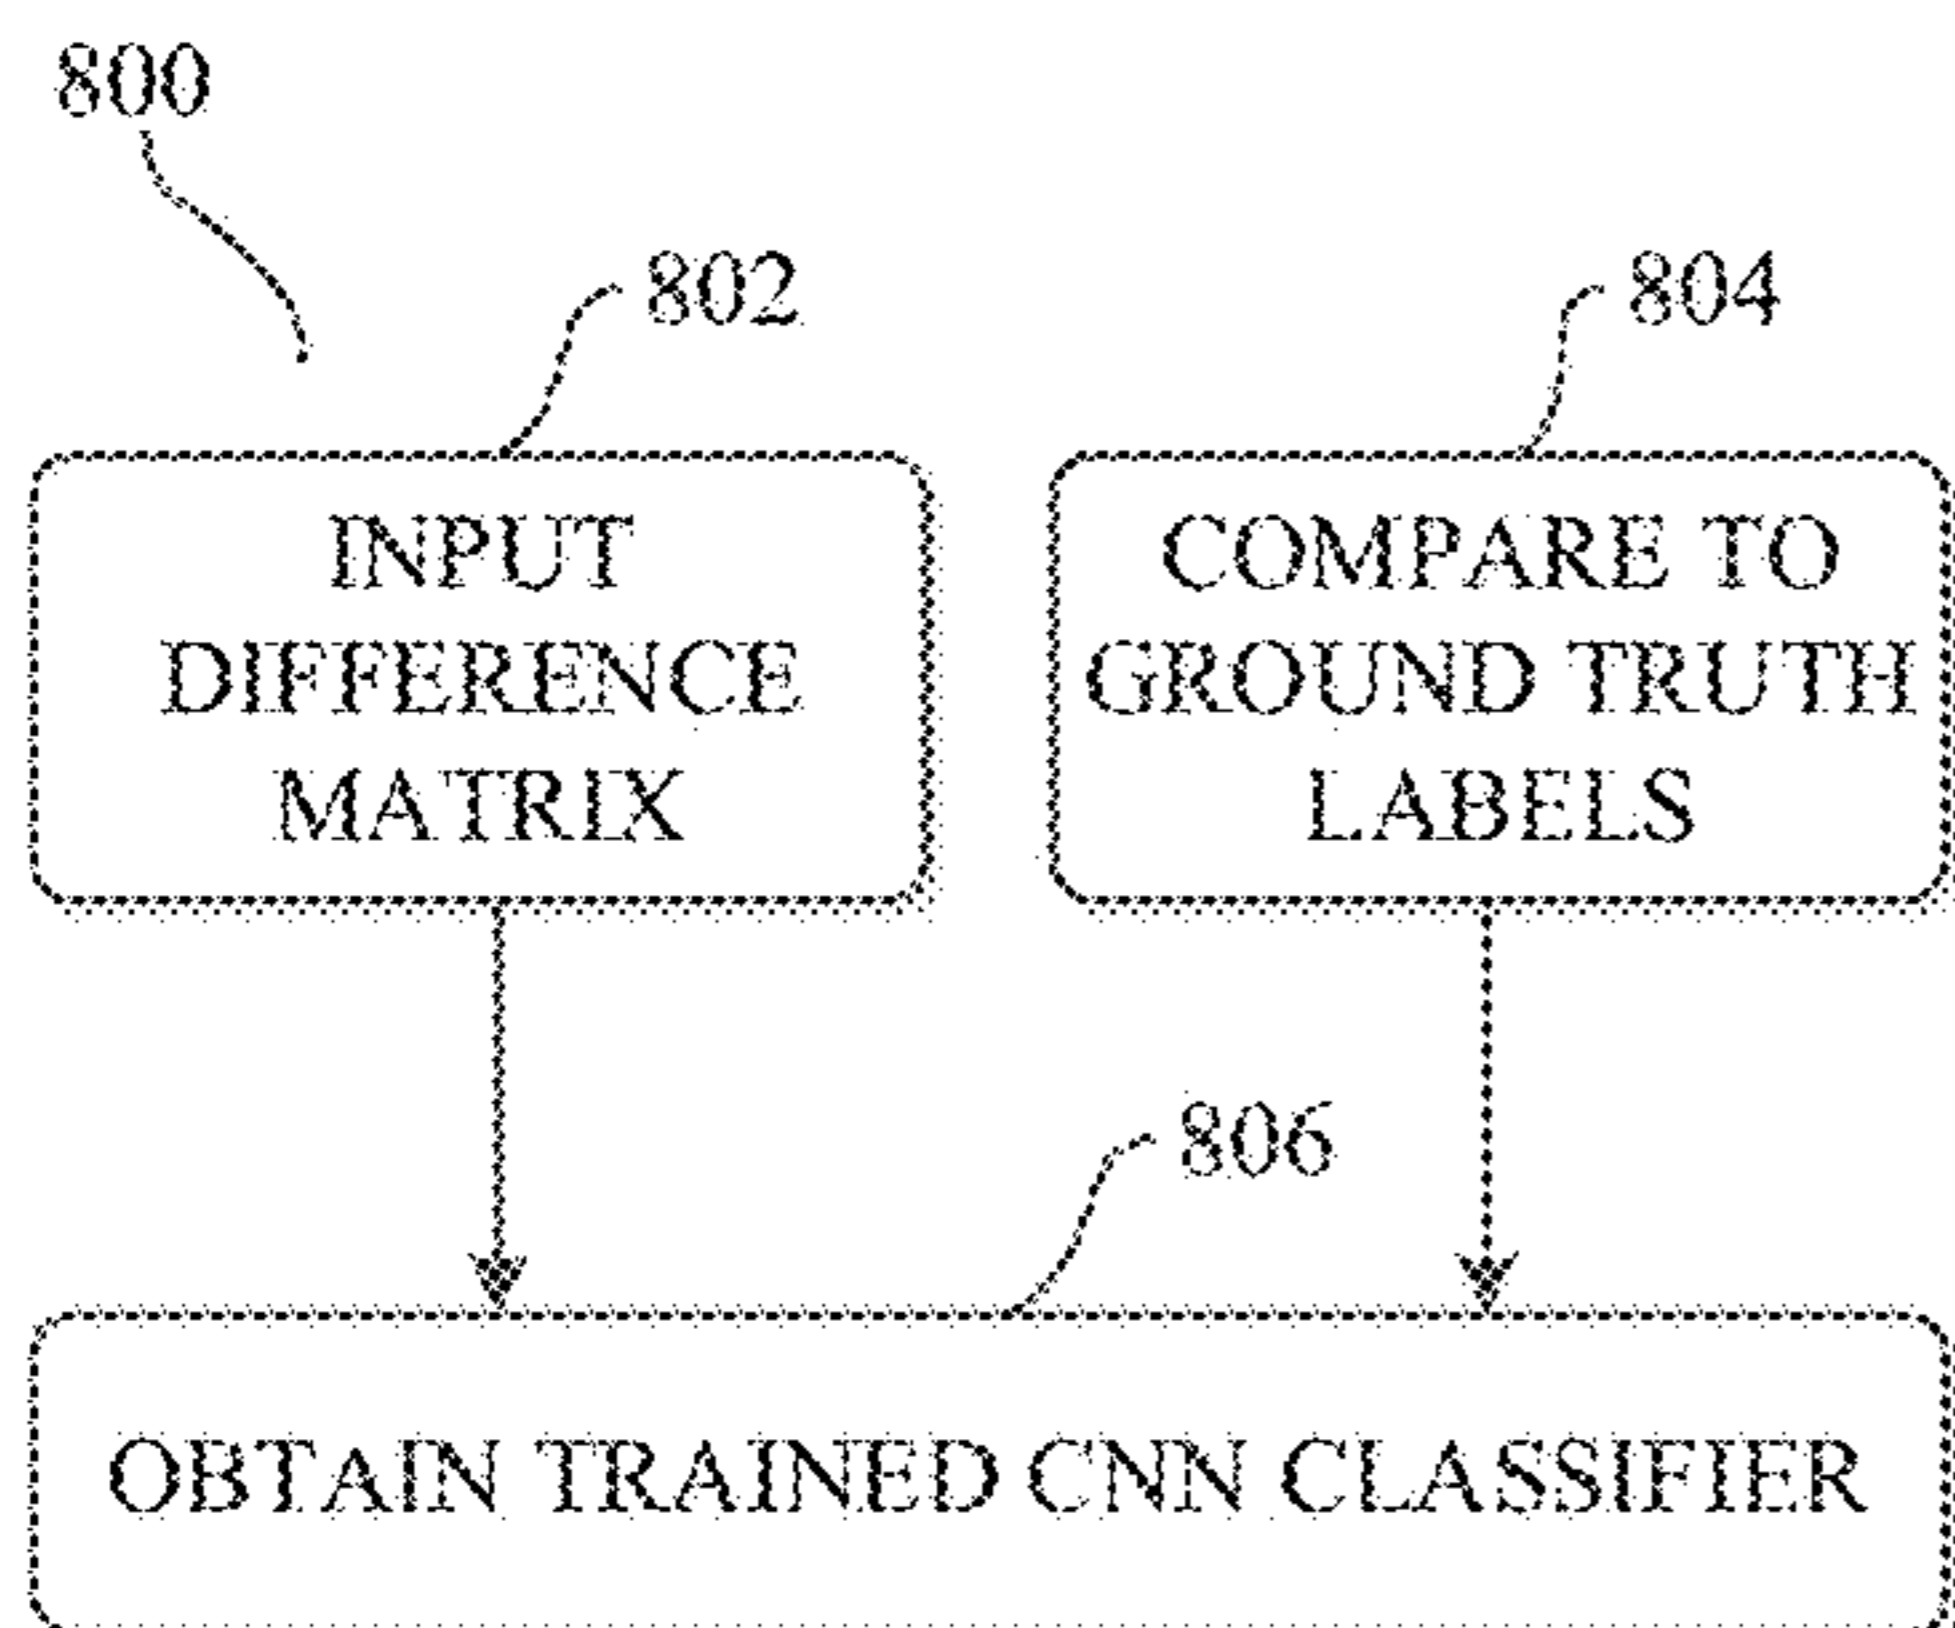 800
802
804
INPUT
DIFFERENCE
MATRIX
COMPARE TO
GROUND TRUTH
LABELS
806
OBTAIN TRAINED CNN CLASSIFIER